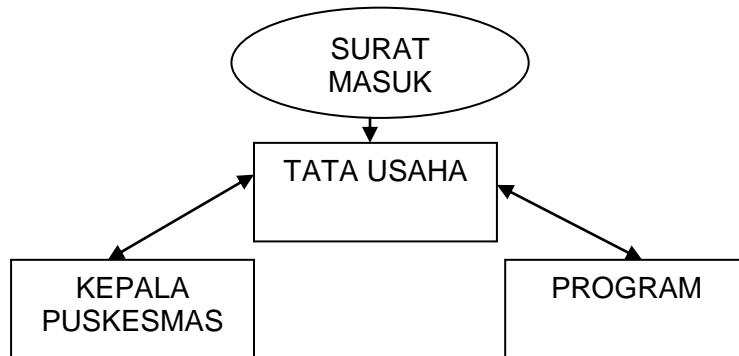 SURAT
MASUK
TATA USAHA
KEPALA
PUSKESMAS
PROGRAM